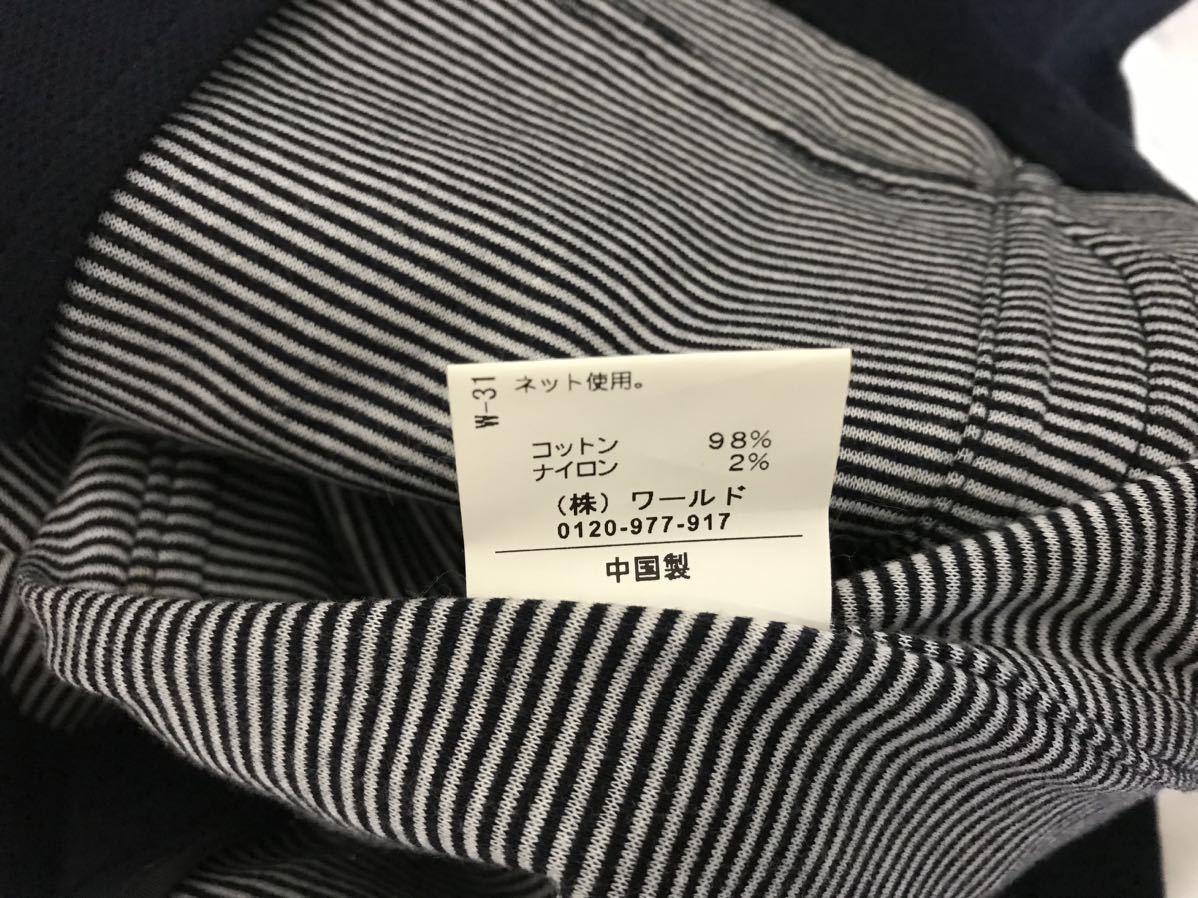 W-31
ネット使用。
コットン 98%
ナイロン 2%
(株) ワールド
0120-977-917
中国製